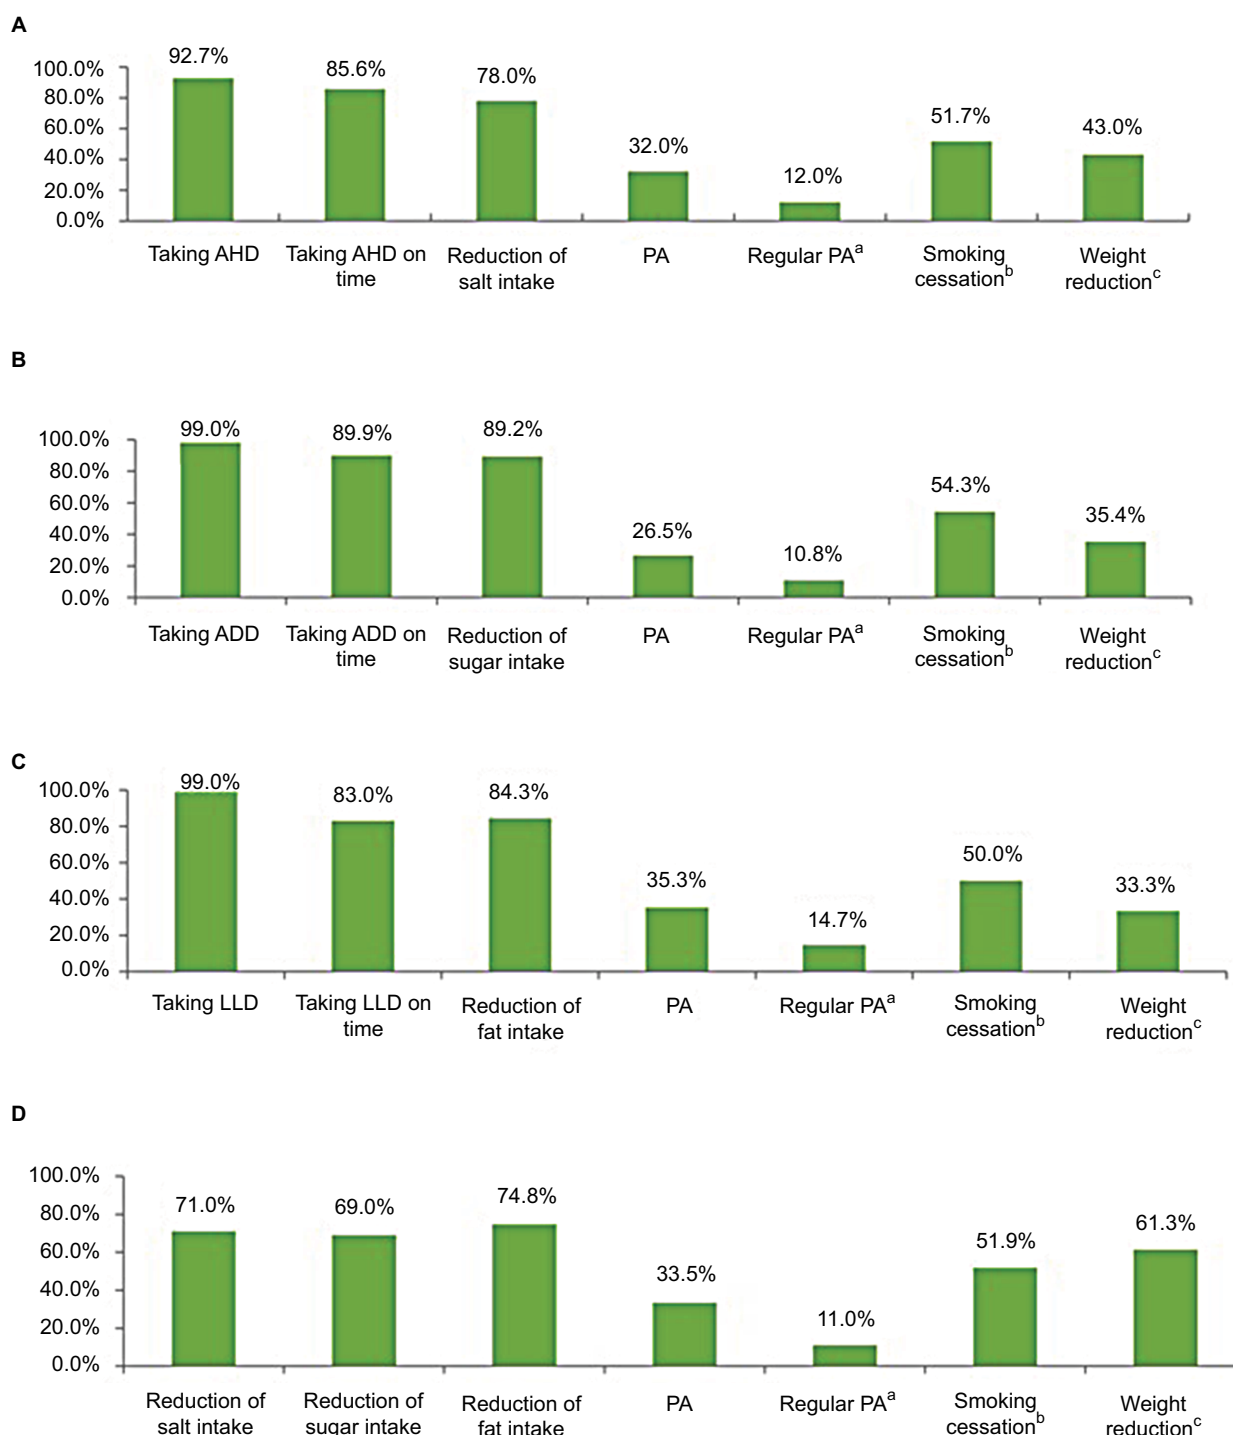 A
92.7%
85.6%
78.0%
32.0%
12.0%
51.7%
43.0%
100.0%
80.0%
60.0%
40.0%
20.0%
0.0%
Taking AHD
Taking AHD on
time
Reduction of
salt intake
PA
Regular PAa
Smoking
cessationb
Weight
reductionc
B
99.0%
89.9%
89.2%
26.5%
10.8%
54.3%
35.4%
100.0%
80.0%
60.0%
40.0%
20.0%
0.0%
Taking ADD
Taking ADD on
time
Reduction of
sugar intake
PA
Regular PAa
Smoking
cessationb
Weight
reductionc
C
99.0%
83.0%
84.3%
35.3%
14.7%
50.0%
33.3%
100.0%
80.0%
60.0%
40.0%
20.0%
0.0%
Taking LLD
Taking LLD on
time
Reduction of
fat intake
PA
Regular PAa
Smoking
cessationb
Weight
reductionc
D
71.0%
69.0%
74.8%
33.5%
11.0%
51.9%
61.3%
100.0%
80.0%
60.0%
40.0%
20.0%
0.0%
Reduction of
salt intake
Reduction of
sugar intake
Reduction of
fat intake
PA
Regular PAa
Smoking
cessationb
Weight
reductionc